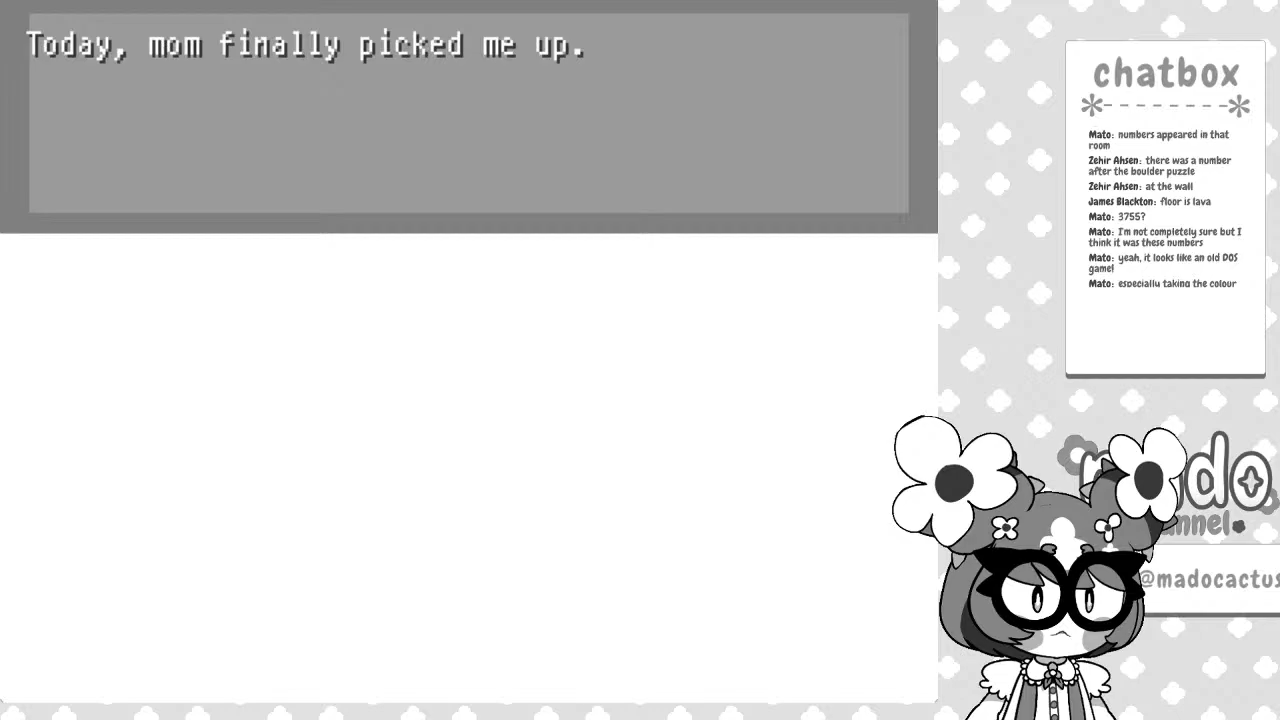 Today, mom finally picked me up.
chatbox
Mato: numbers appeared in that
room
Zehir Ahsen: there was a number
after the boulder puzzle
Zehir Ahsen: at the wall
James Blackton: floor is lava
Mato: 3755?
Mato: I'm not completely sure but I
think it was these numbers
Mato: yeah, it looks like an old DOS
game!
Mato: especially taking the colour
@madocactus